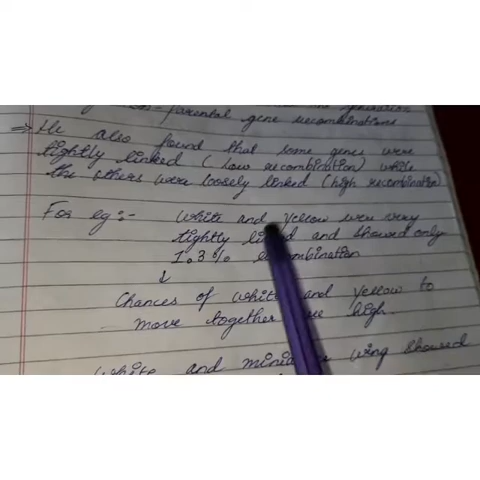 parental gene recombinations
⇒ He also found that some genes were
tightly linked (low recombination) while
the others were loosely linked (high recombination)
For eg:- White and yellow were very
tightly linked and showed only
1.3% recombination
↓
Chances of white and yellow to
move together are high.
White and miniature wing showed